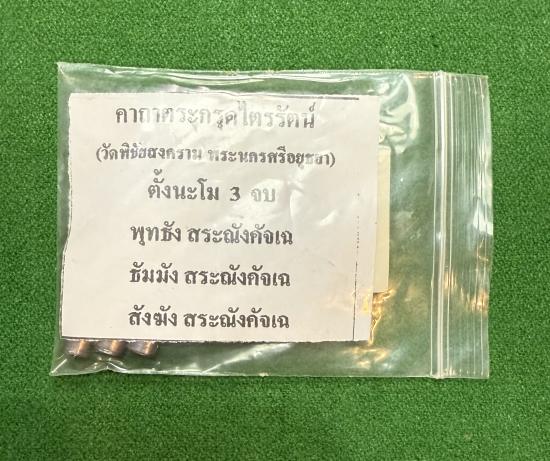 คาถาตระกรุดไตรรัตน์
(วัดพิชัยสงคราม พระนครศรีอยุธยา)
ตั้งนะโม 3 จบ
พุทธัง สระณังคัจเฉ
ธัมมัง สระณังคัจเฉ
สังฆัง สระณังคัจเฉ